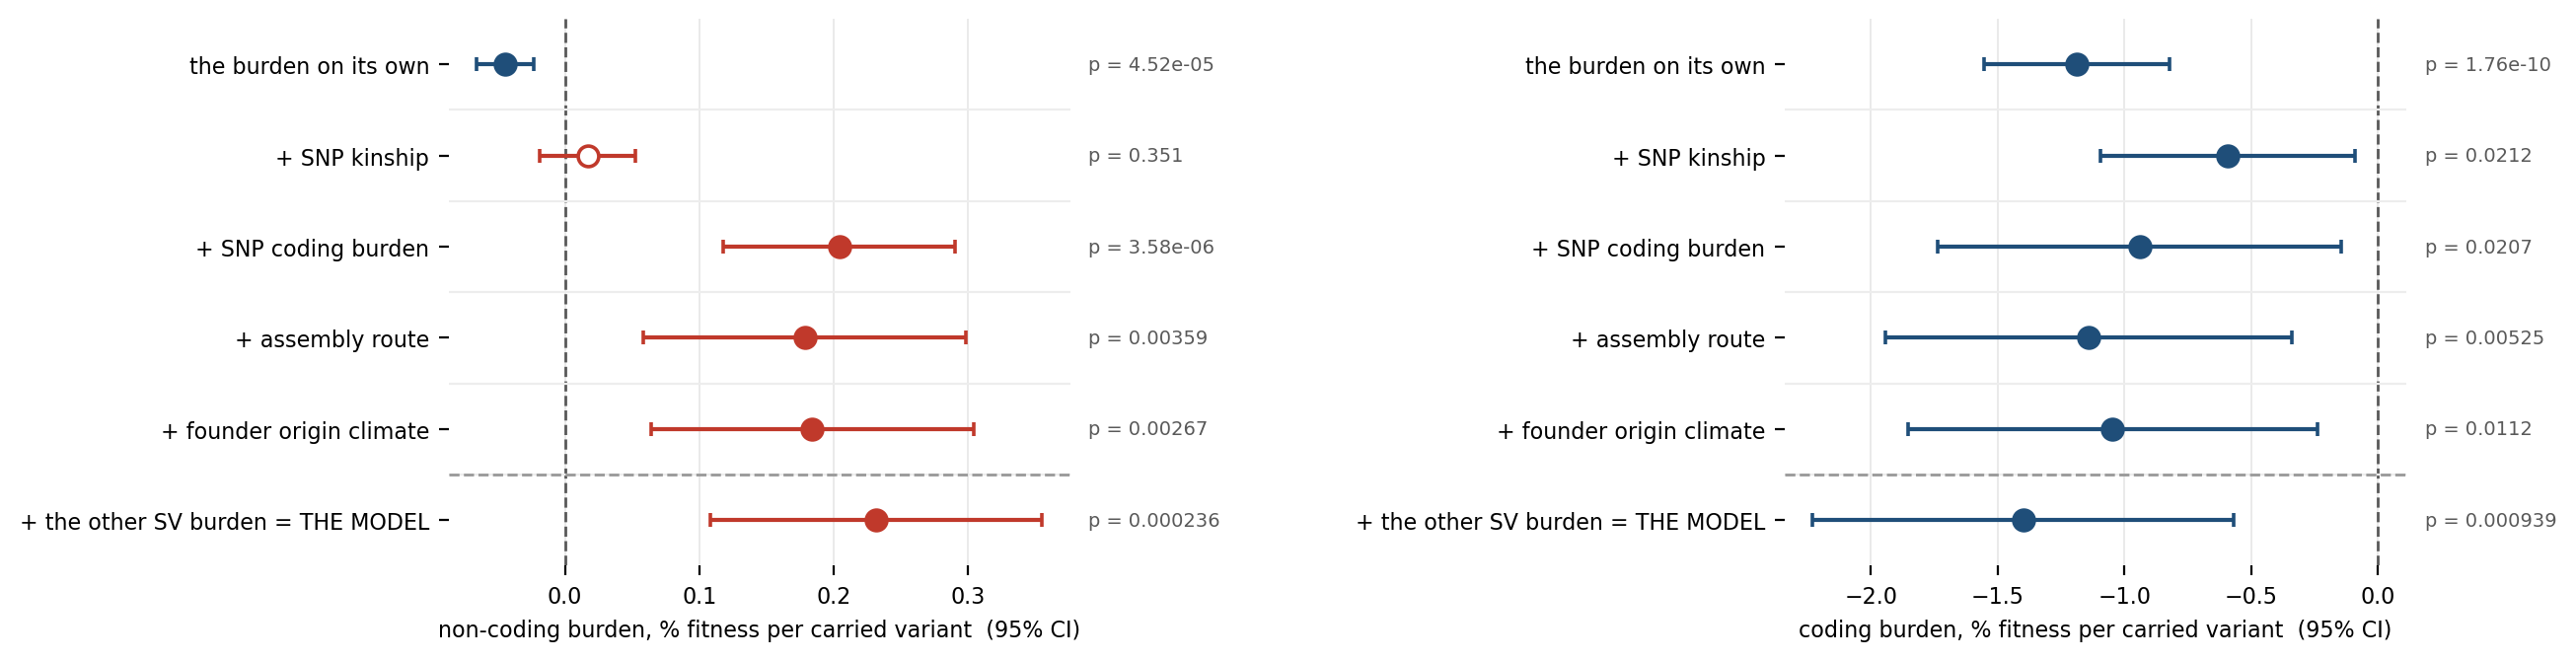 the burden on its own
p = 4.52e-05
+ SNP kinship
p = 0.351
+ SNP coding burden
p = 3.58e-06
+ assembly route
p = 0.00359
+ founder origin climate
p = 0.00267
+ the other SV burden = THE MODEL
p = 0.000236
0.0 0.1 0.2 0.3
non-coding burden, % fitness per carried variant (95% CI)
the burden on its own
p = 1.76e-10
+ SNP kinship
p = 0.0212
+ SNP coding burden
p = 0.0207
+ assembly route
p = 0.00525
+ founder origin climate
p = 0.0112
+ the other SV burden = THE MODEL
p = 0.000939
−2.0 −1.5 −1.0 −0.5 0.0
coding burden, % fitness per carried variant (95% CI)